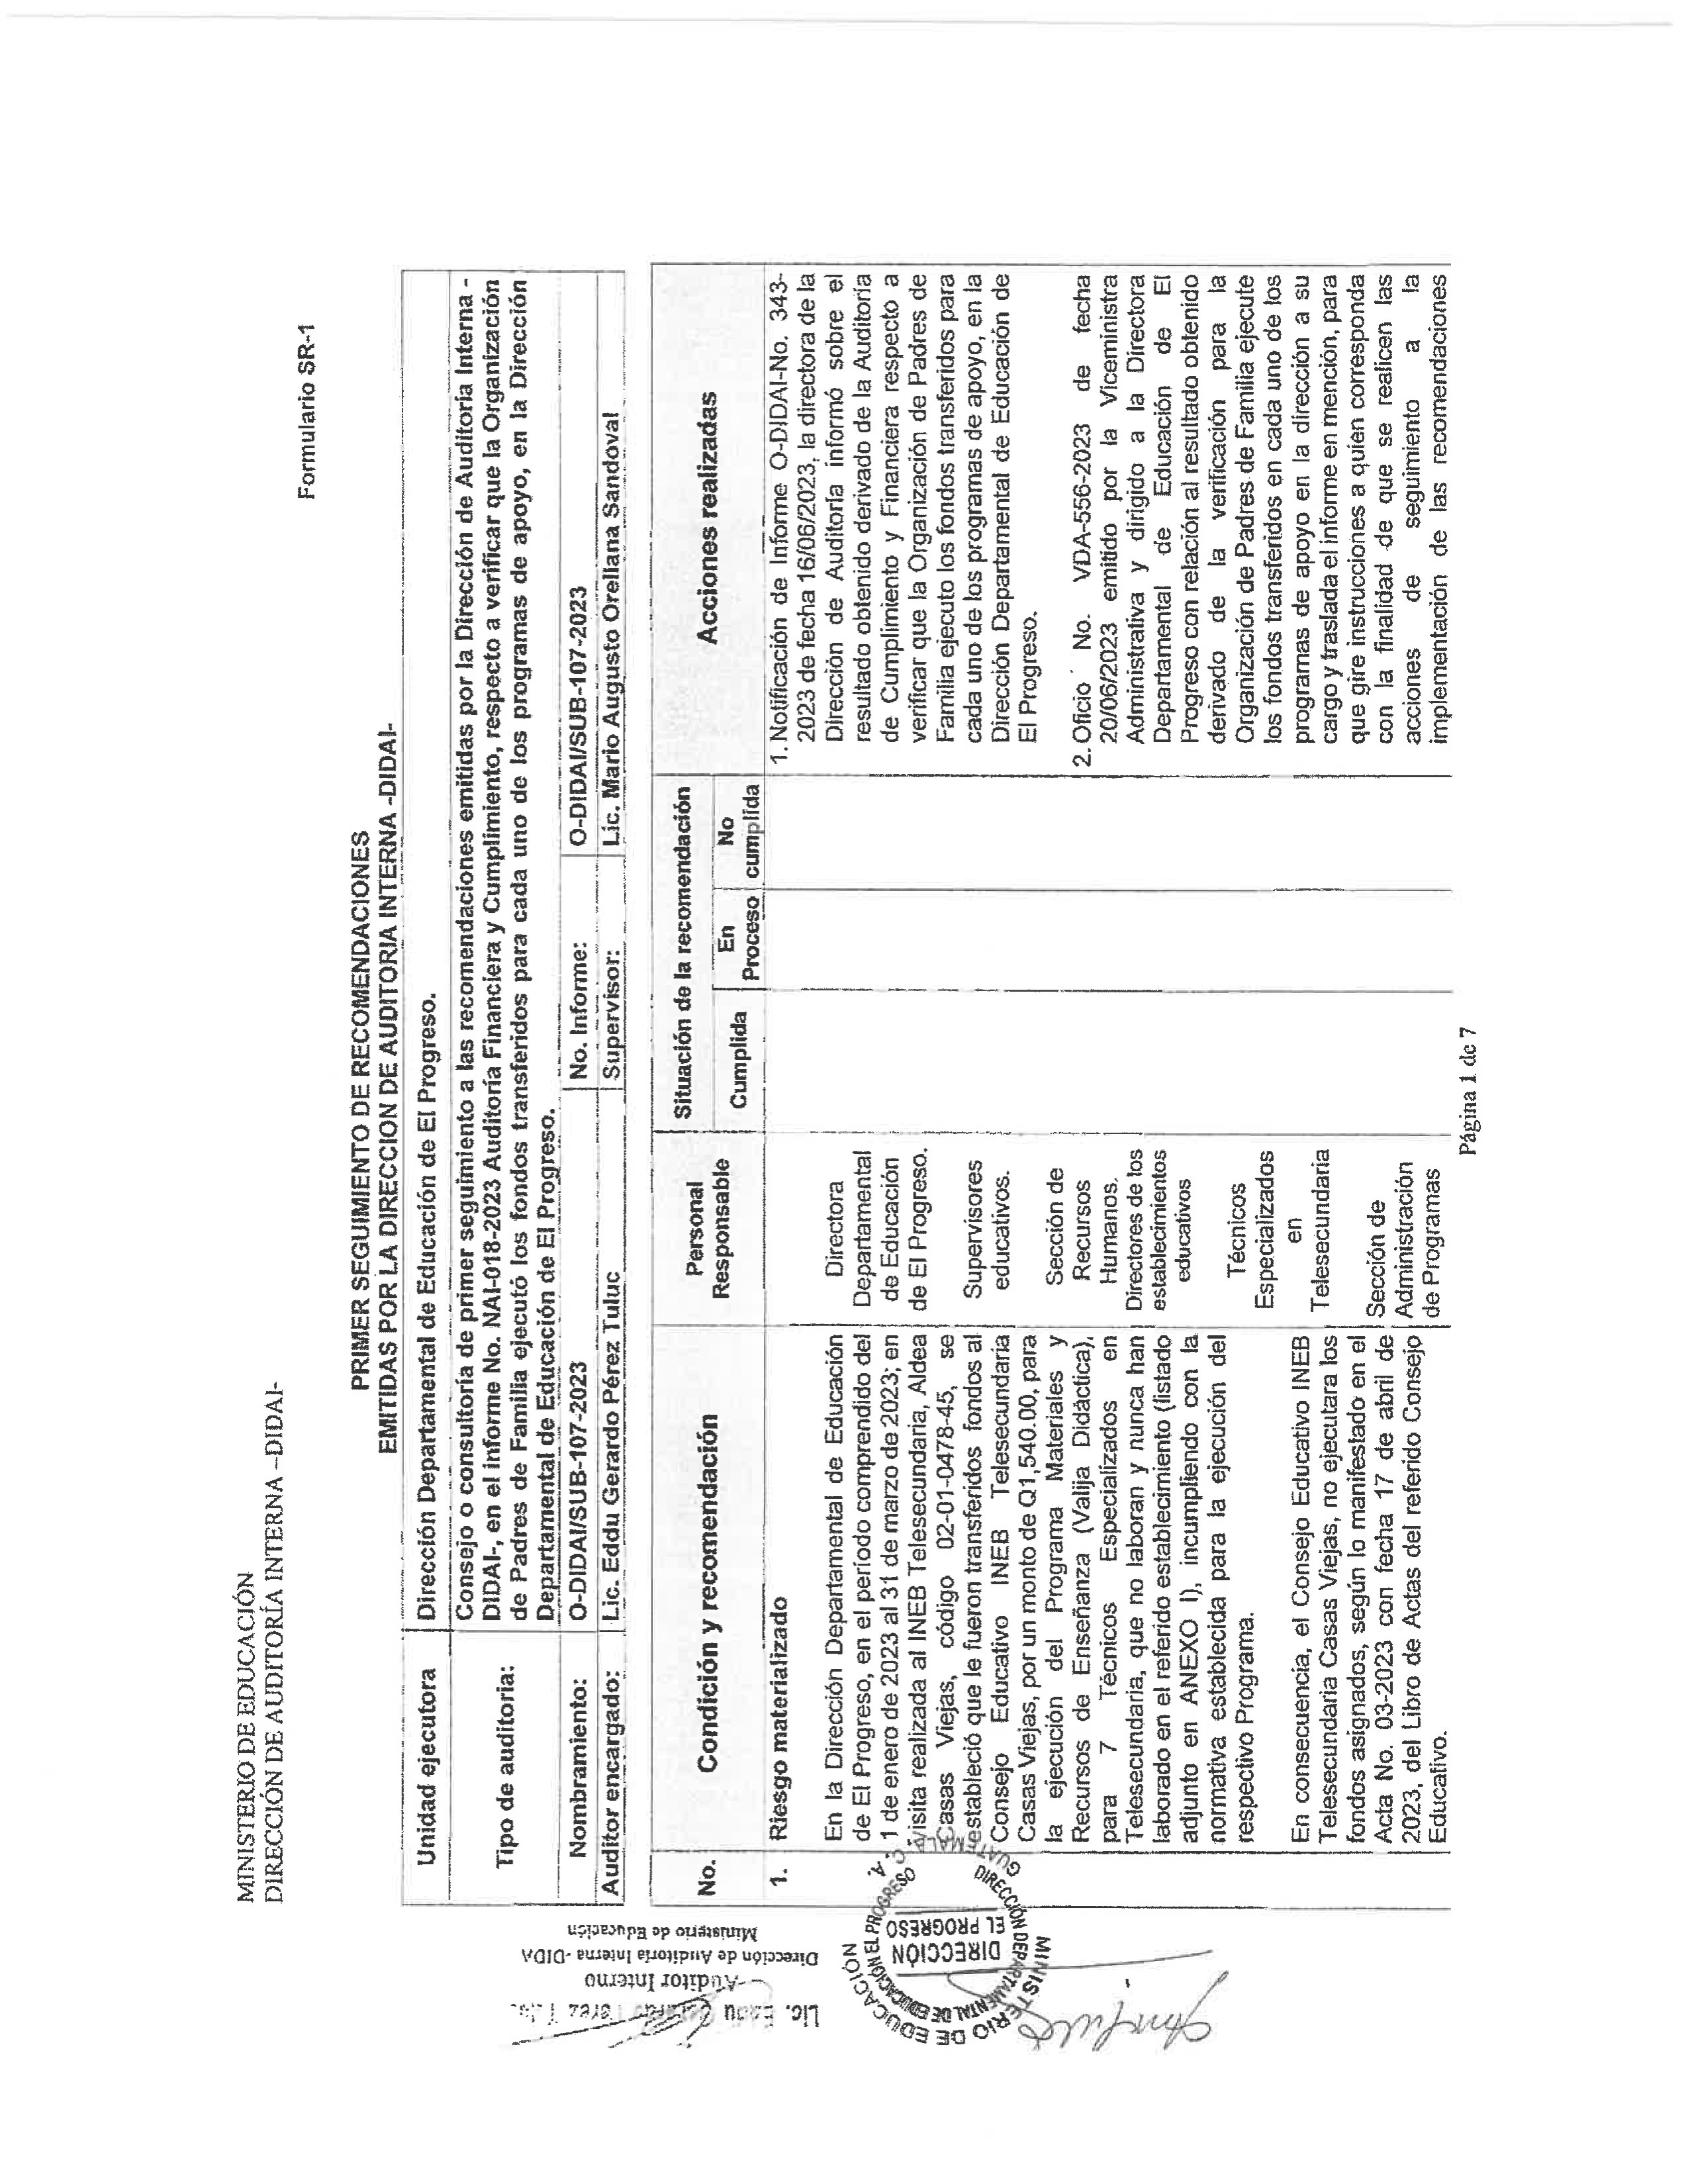 MINISTERIO DE EDUCACIÓN
DIRECCIÓN DE AUDITORÍA INTERNA –DIDAI-
Formulario SR-1
PRIMER SEGUIMIENTO DE RECOMENDACIONES
EMITIDAS POR LA DIRECCION DE AUDITORIA INTERNA -DIDAI-
Unidad ejecutora
Dirección Departamental de Educación de El Progreso.
Tipo de auditoria:
Consejo o consultoría de primer seguimiento a las recomendaciones emitidas por la Dirección de Auditoría Interna -
DIDAI-, en el informe No. NAI-018-2023 Auditoría Financiera y Cumplimiento, respecto a verificar que la Organización
de Padres de Familia ejecutó los fondos transferidos para cada uno de los programas de apoyo, en la Dirección
Departamental de Educación de El Progreso.
Nombramiento:
O-DIDAI/SUB-107-2023
No. Informe:
O-DIDAI/SUB-107-2023
Auditor encargado:
Lic. Eddu Gerardo Pérez Tuluc
Supervisor:
Lic. Mario Augusto Orellana Sandoval
No.
Condición y recomendación
Personal
Responsable
Situación de la recomendación
Cumplida
En
Proceso
No
cumplida
Acciones realizadas
1.
Riesgo materializado
En la Dirección Departamental de Educación
de El Progreso, en el período comprendido del
1 de enero de 2023 al 31 de marzo de 2023; en
visita realizada al INEB Telesecundaria, Aldea
Casas Viejas, código 02-01-0478-45, se
estableció que le fueron transferidos fondos al
Consejo Educativo INEB Telesecundaria
Casas Viejas, por un monto de Q1,540.00, para
la ejecución del Programa Materiales y
Recursos de Enseñanza (Valija Didáctica),
para 7 Técnicos Especializados en
Telesecundaria, que no laboran y nunca han
laborado en el referido establecimiento (listado
adjunto en ANEXO I), incumpliendo con la
normativa establecida para la ejecución del
respectivo Programa.
En consecuencia, el Consejo Educativo INEB
Telesecundaria Casas Viejas, no ejecutara los
fondos asignados, según lo manifestado en el
Acta No. 03-2023 con fecha 17 de abril de
2023, del Libro de Actas del referido Consejo
Educativo.
Directora
Departamental
de Educación
de El Progreso.
Supervisores
educativos.
Sección de
Recursos
Humanos.
Directores de los
establecimientos
educativos
Técnicos
Especializados
en
Telesecundaria
Sección de
Administración
de Programas
1. Notificación de Informe O-DIDAI-No. 343-
2023 de fecha 16/06/2023, la directora de la
Dirección de Auditoría informó sobre el
resultado obtenido derivado de la Auditoría
de Cumplimiento y Financiera respecto a
verificar que la Organización de Padres de
Familia ejecuto los fondos transferidos para
cada uno de los programas de apoyo, en la
Dirección Departamental de Educación de
El Progreso.
2. Oficio No. VDA-556-2023 de fecha
20/06/2023 emitido por la Viceministra
Administrativa y dirigido a la Directora
Departamental de Educación de El
Progreso con relación al resultado obtenido
derivado de la verificación para la
Organización de Padres de Familia ejecute
los fondos transferidos en cada uno de los
programas de apoyo en la dirección a su
cargo y traslada el informe en mención, para
que gire instrucciones a quien corresponda
con la finalidad de que se realicen las
acciones de seguimiento a la
implementación de las recomendaciones
Página 1 de 7
Lic. Eddu Gerardo Pérez
Auditor Interno
Dirección de Auditoría Interna -DIDA
Ministerio de Educación
MINISTERIO DE EDUCACIÓN
DIRECCIÓN DEPARTAMENTAL DE EDUCACIÓN EL PROGRESO
DIRECCIÓN
EL PROGRESO
GUATEMALA, C. A.